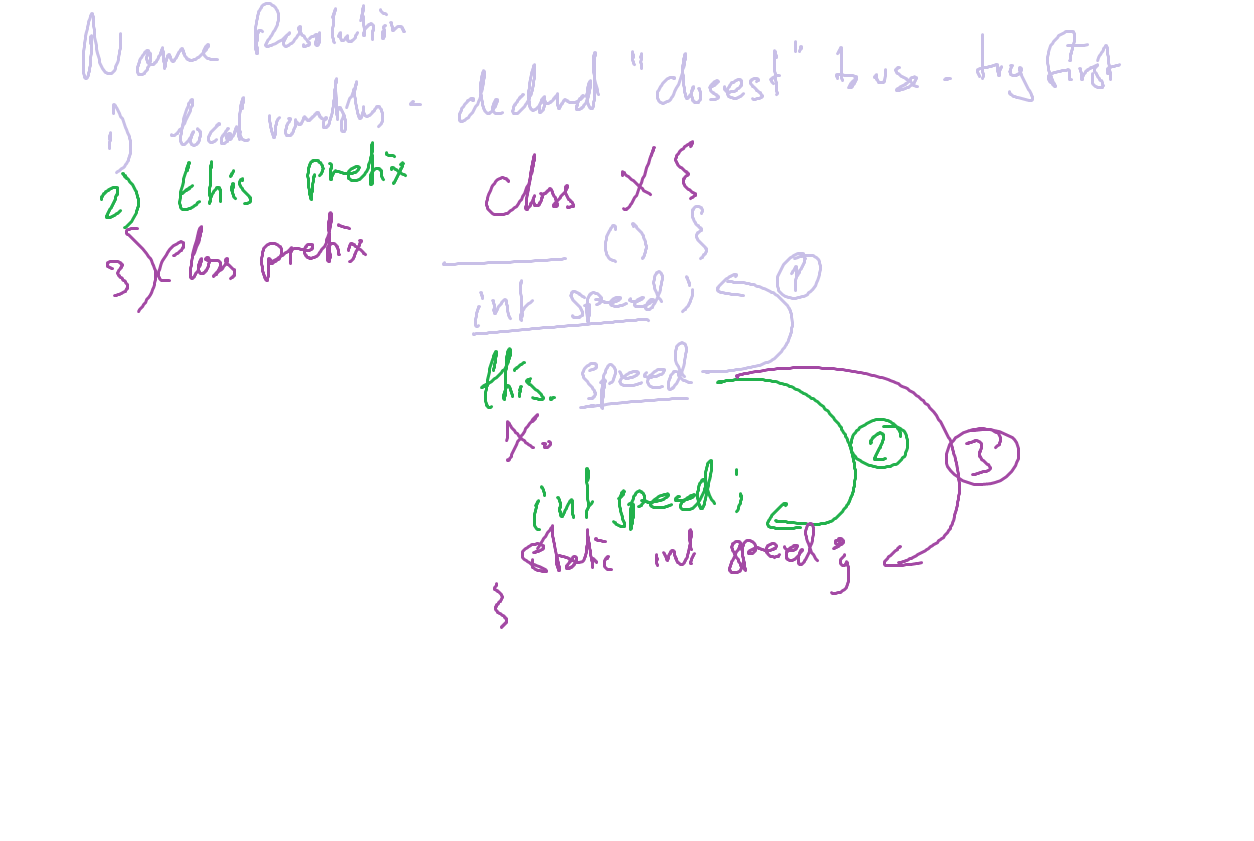 Name Resolution
1) local variables - declared "closest" to use - try first
2) this prefix
3) Class prefix
Class X {
() {
int speed ; 1
this. speed
X. 2 3
int speed ;
static int speed ;
}